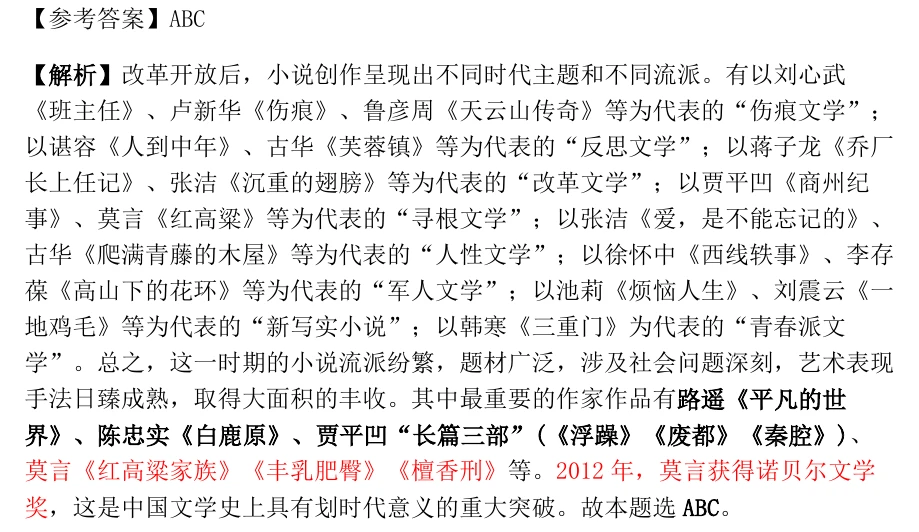 【参考答案】ABC
【解析】改革开放后，小说创作呈现出不同时代主题和不同流派。有以刘心武
《班主任》、卢新华《伤痕》、鲁彦周《天云山传奇》等为代表的“伤痕文学”；
以谌容《人到中年》、古华《芙蓉镇》等为代表的“反思文学”；以蒋子龙《乔厂
长上任记》、张洁《沉重的翅膀》等为代表的“改革文学”；以贾平凹《商州纪
事》、莫言《红高粱》等为代表的“寻根文学”；以张洁《爱，是不能忘记的》、
古华《爬满青藤的木屋》等为代表的“人性文学”；以徐怀中《西线轶事》、李存
葆《高山下的花环》等为代表的“军人文学”；以池莉《烦恼人生》、刘震云《一
地鸡毛》等为代表的“新写实小说”；以韩寒《三重门》为代表的“青春派文
学”。总之，这一时期的小说流派纷繁，题材广泛，涉及社会问题深刻，艺术表现
手法日臻成熟，取得大面积的丰收。其中最重要的作家作品有路遥《平凡的世
界》、陈忠实《白鹿原》、贾平凹“长篇三部”(《浮躁》《废都》《秦腔》)、
莫言《红高粱家族》《丰乳肥臀》《檀香刑》等。2012 年，莫言获得诺贝尔文学
奖，这是中国文学史上具有划时代意义的重大突破。故本题选 ABC。